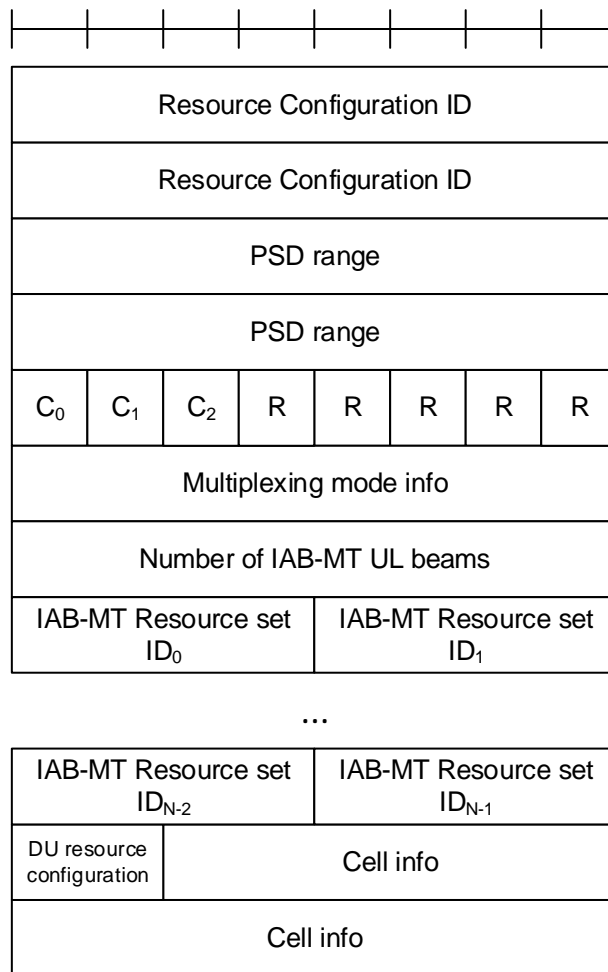 Resource Configuration ID
Resource Configuration ID
PSD range
PSD range
C₀ C₁ C₂ R R R R R
Multiplexing mode info
Number of IAB-MT UL beams
IAB-MT Resource set
ID₀
IAB-MT Resource set
ID₁
...
IAB-MT Resource set
ID_N-2
IAB-MT Resource set
ID_N-1
DU resource
configuration
Cell info
Cell info